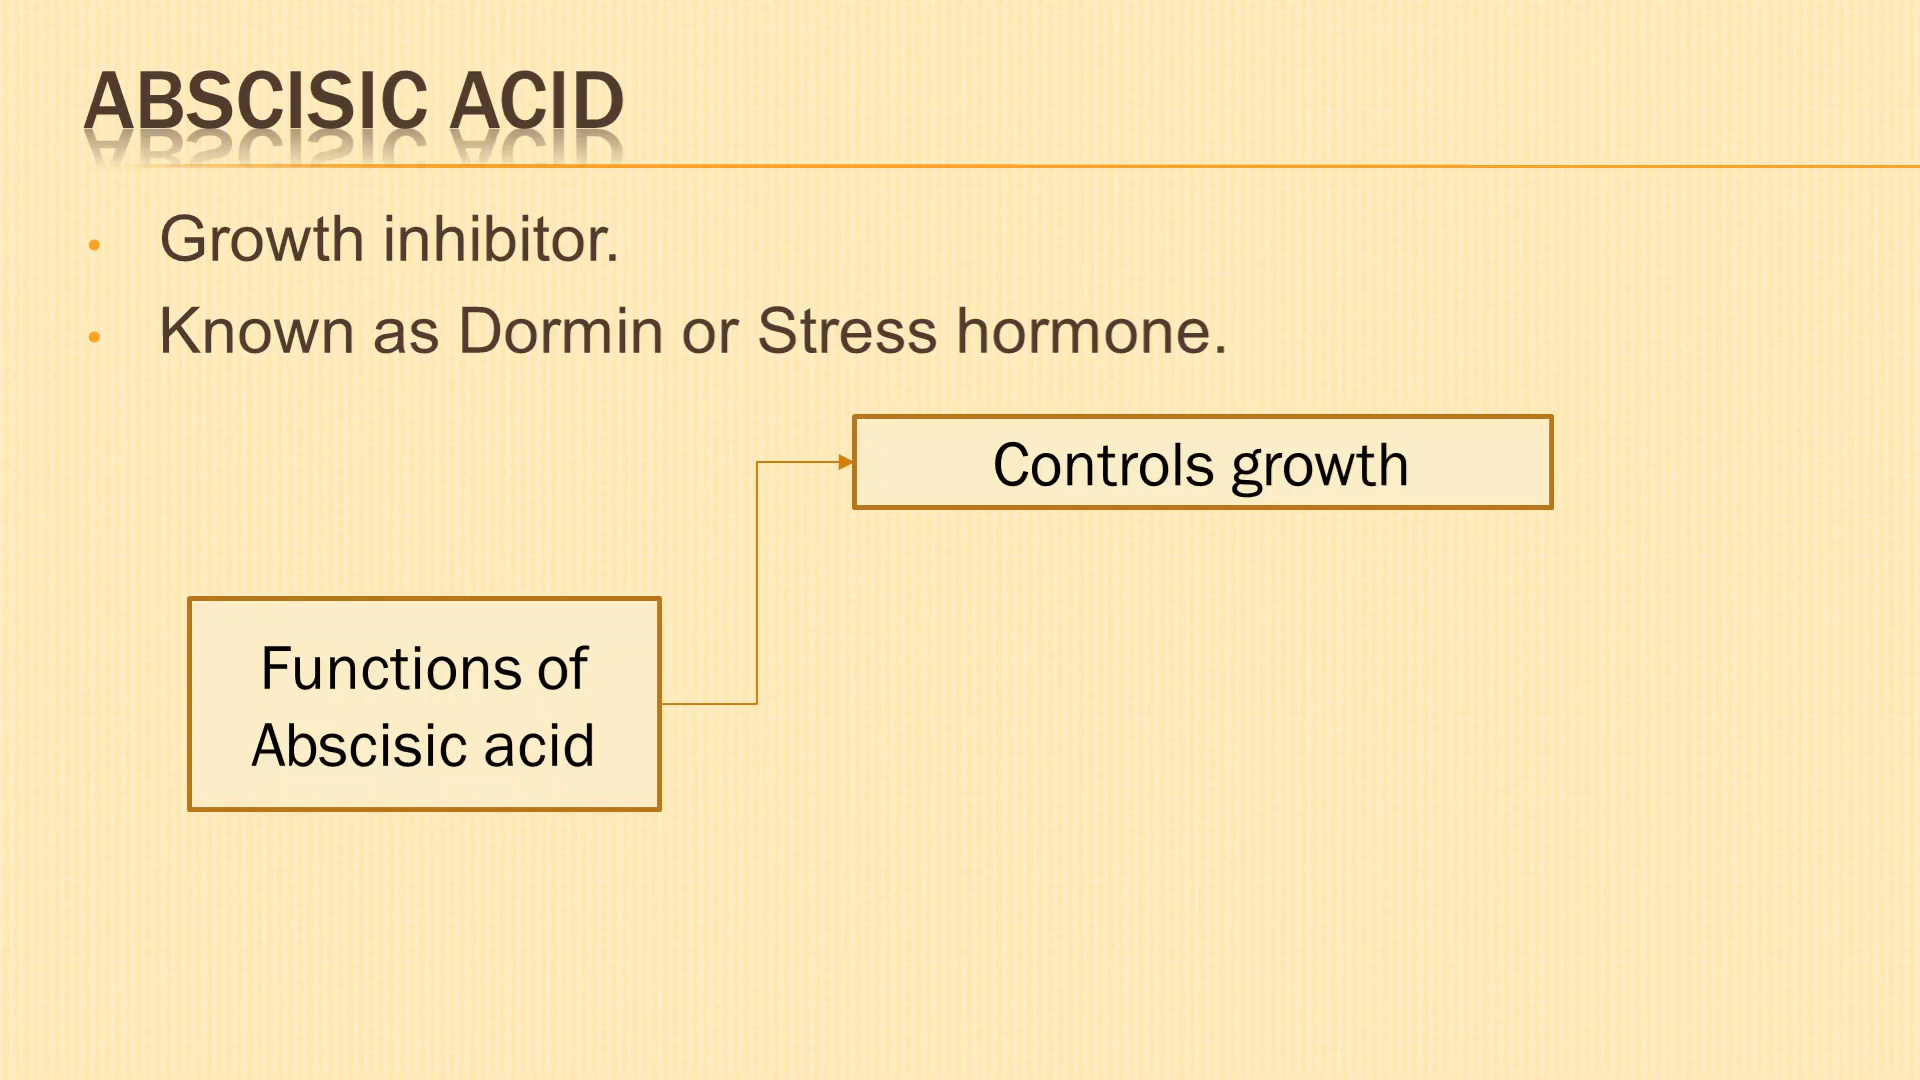 ABSCISIC ACID
• Growth inhibitor.
• Known as Dormin or Stress hormone.
Controls growth
Functions of
Abscisic acid